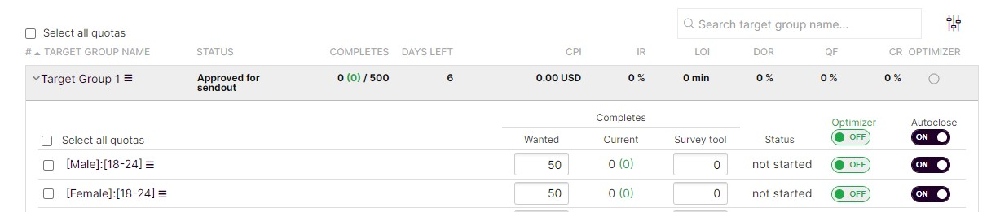 Search target group name...
Select all quotas
# TARGET GROUP NAME STATUS COMPLETES DAYS LEFT CPI IR LOI DOR QF CR OPTIMIZER
Target Group 1 Approved for sendout 0 (0) / 500 6 0.00 USD 0 % 0 min 0 % 0 % 0 %
Completes Optimizer Autoclose
OFF ON
Select all quotas Wanted Current Survey tool Status
[Male]:[18-24] 50 0 (0) 0 not started OFF ON
[Female]:[18-24] 50 0 (0) 0 not started OFF ON